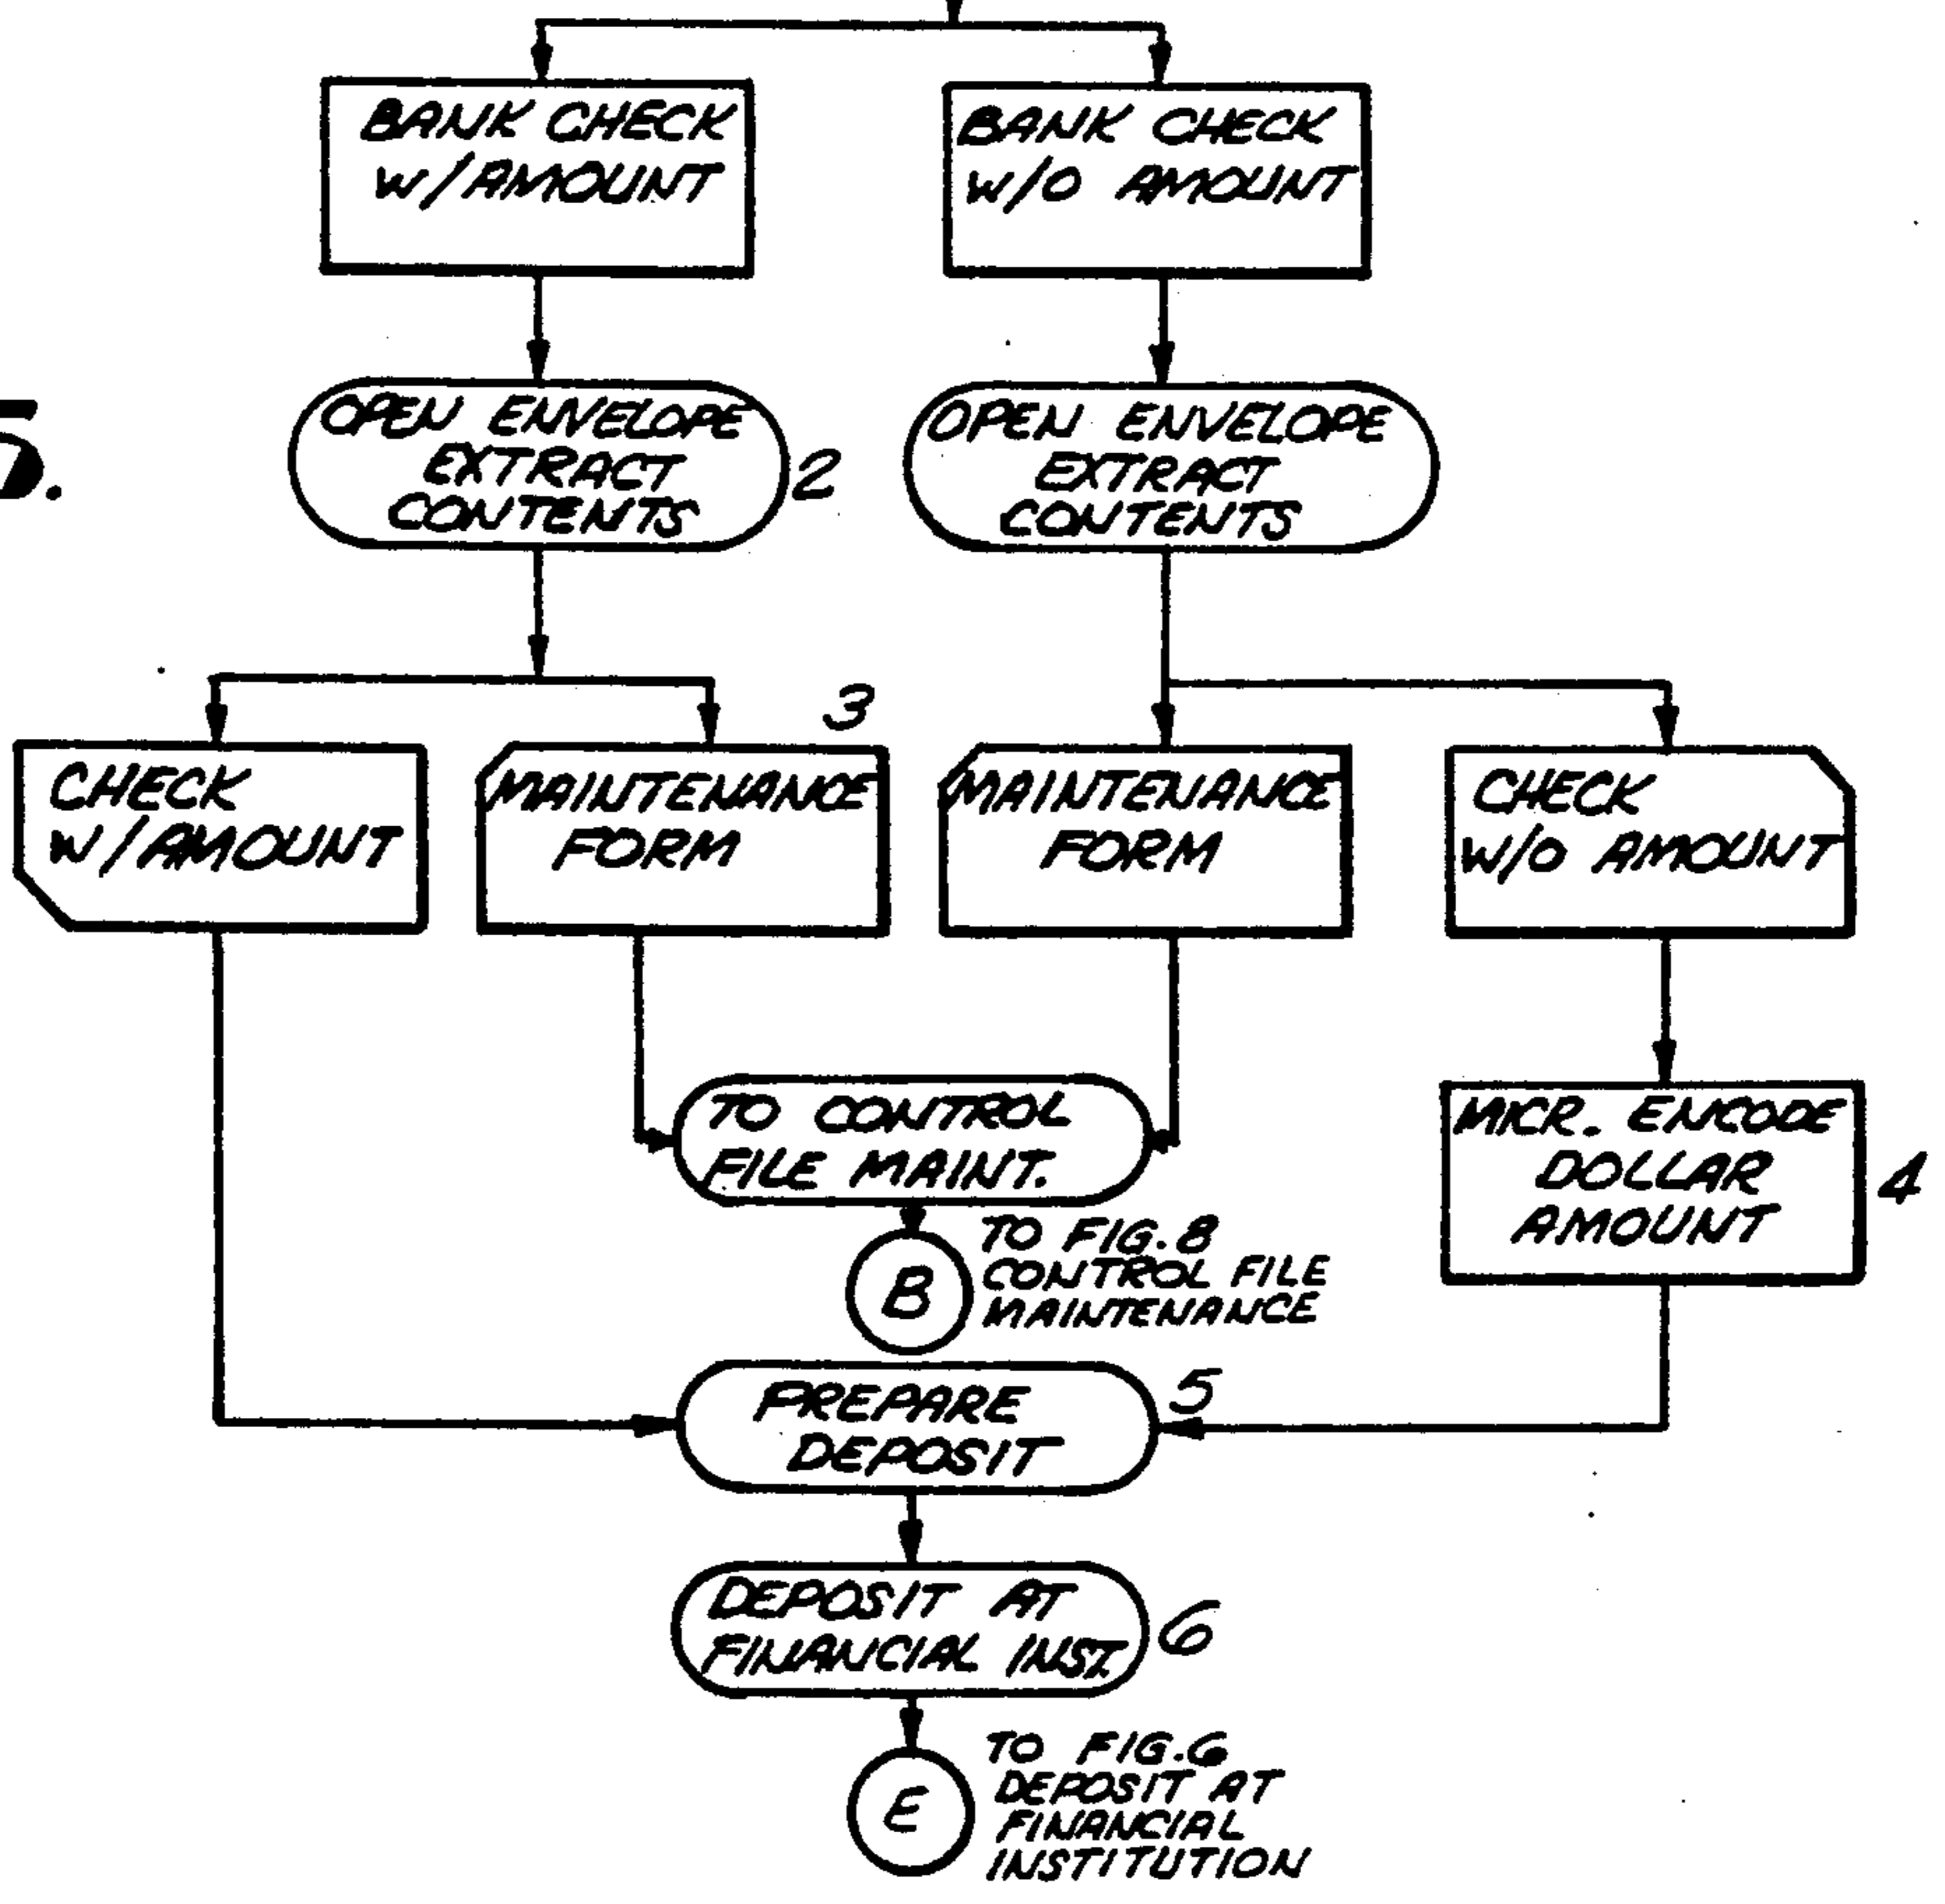 BANK CHECK
W/AMOUNT
BANK CHECK
W/O AMOUNT
5.
OPEN ENVELOPE
EXTRACT
CONTENTS
2
OPEN ENVELOPE
EXTRACT
CONTENTS
3
CHECK
W/AMOUNT
MAINTENANCE
FORM
MAINTENANCE
FORM
CHECK
W/O AMOUNT
TO CONTROL
FILE MAINT.
MICR. ENCODE
DOLLAR
AMOUNT
4
B
TO FIG.8
CONTROL FILE
MAINTENANCE
PREPARE
DEPOSIT
5
DEPOSIT AT
FINANCIAL INST
6
E
TO FIG.6
DEPOSIT AT
FINANCIAL
INSTITUTION